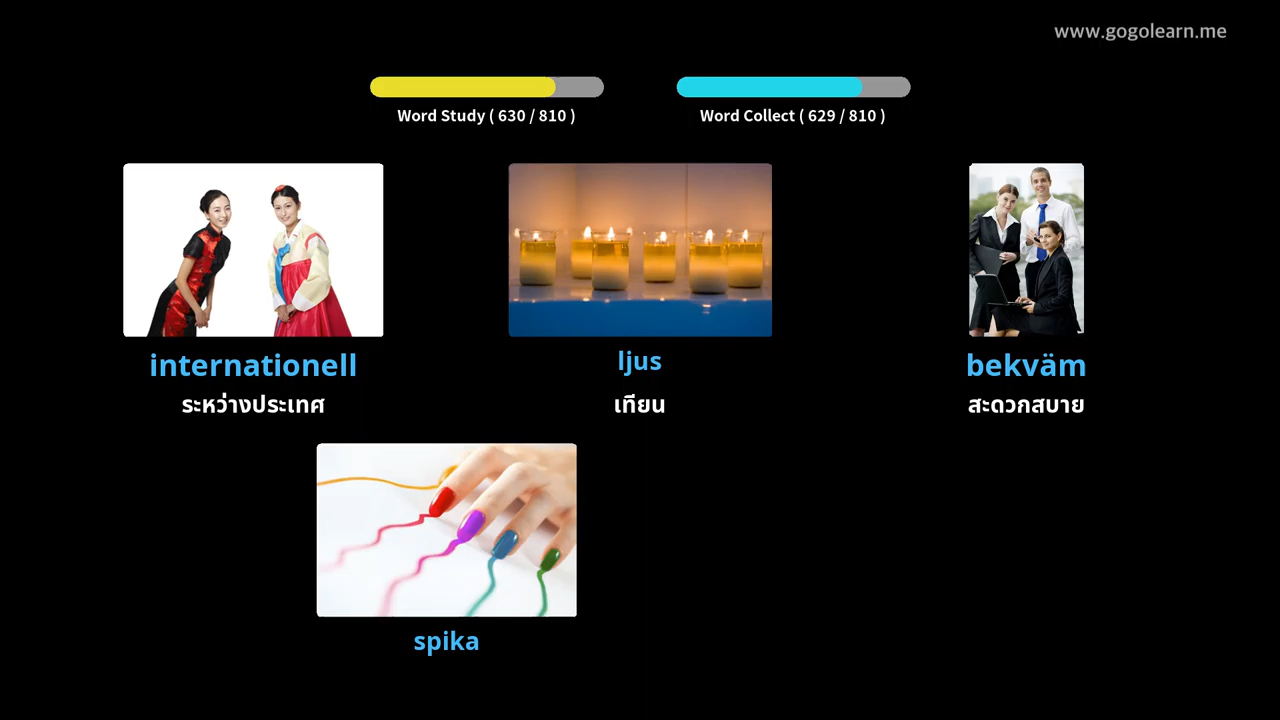 www.gogolearn.me
Word Study ( 630 / 810 )
Word Collect ( 629 / 810 )
internationell
ระหว่างประเทศ
ljus
เทียน
bekväm
สะดวกสบาย
spika